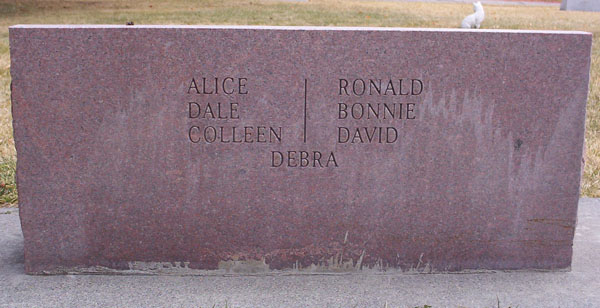 ALICE RONALD
DALE BONNIE
COLLEEN DAVID
DEBRA